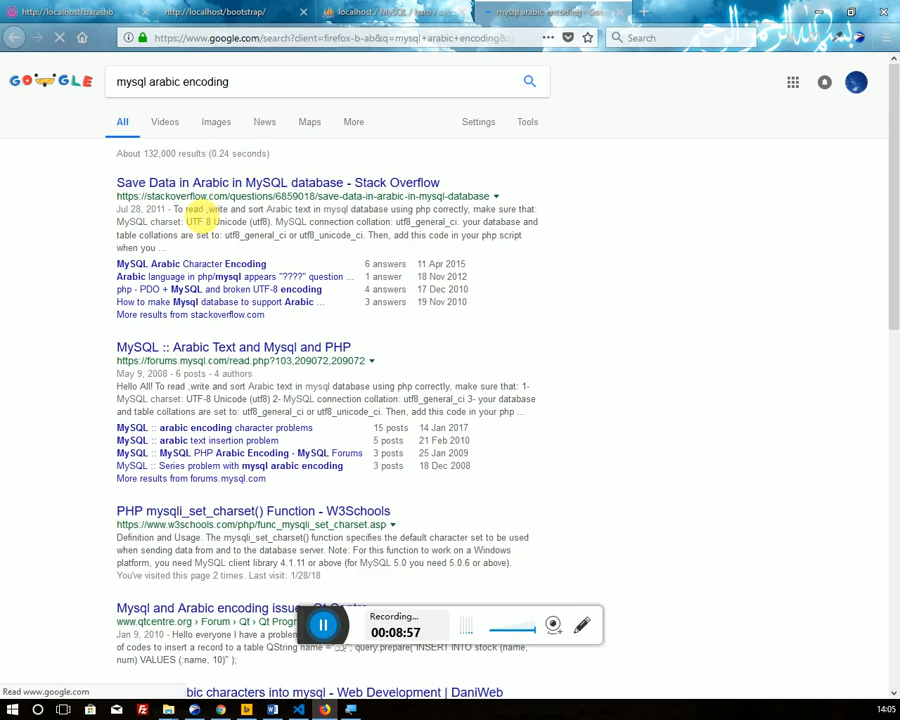 http://localhost/barashb
http://localhost/bootstrap/
localhost / MySQL / barb / ce
mysql arabic encoding - Goo
https://www.google.com/search?client=firefox-b-ab&q=mysql+arabic+encoding&
Search
GOOGLE
mysql arabic encoding
All Videos Images News Maps More Settings Tools
About 132,000 results (0.24 seconds)
Save Data in Arabic in MySQL database - Stack Overflow
https://stackoverflow.com/questions/6859018/save-data-in-arabic-in-mysql-database
Jul 28, 2011 - To read ,write and sort Arabic text in mysql database using php correctly, make sure that:
MySQL charset: UTF-8 Unicode (utf8). MySQL connection collation: utf8_general_ci. your database and
table collations are set to: utf8_general_ci or utf8_unicode_ci. Then, add this code in your php script
when you ...
MySQL Arabic Character Encoding 6 answers 11 Apr 2015
Arabic language in php/mysql appears "????" question ... 1 answer 18 Nov 2012
php - PDO + MySQL and broken UTF-8 encoding 4 answers 17 Dec 2010
How to make Mysql database to support Arabic ... 3 answers 19 Nov 2010
More results from stackoverflow.com
MySQL :: Arabic Text and Mysql and PHP
https://forums.mysql.com/read.php?103,209072,209072
May 9, 2008 - 6 posts - 4 authors
Hello All! To read ,write and sort Arabic text in mysql database using php correctly, make sure that: 1-
MySQL charset: UTF-8 Unicode (utf8) 2- MySQL connection collation: utf8_general_ci 3- your database
and table collations are set to: utf8_general_ci or utf8_unicode_ci. Then, add this code in your php ...
MySQL :: arabic encoding character problems 15 posts 14 Jan 2017
MySQL :: arabic text insertion problem 5 posts 21 Feb 2010
MySQL :: MySQL PHP Arabic Encoding - MySQL Forums 3 posts 25 Jan 2009
MySQL :: Series problem with mysql arabic encoding 3 posts 18 Dec 2008
More results from forums.mysql.com
PHP mysqli_set_charset() Function - W3Schools
https://www.w3schools.com/php/func_mysqli_set_charset.asp
Definition and Usage. The mysqli_set_charset() function specifies the default character set to be used
when sending data from and to the database server. Note: For this function to work on a Windows
platform, you need MySQL client library 4.1.11 or above (for MySQL 5.0 you need 5.0.6 or above).
You've visited this page 2 times. Last visit: 1/28/18
Mysql and Arabic encoding issue
www.qtcentre.org › Forum › Qt › Qt Prog
Jan 9, 2010 - Hello everyone I have a problem
of codes to insert a record to a table QString name = query.prepare("INSERT INTO stock (name,
num) VALUES (:name, 10)" );
Recording...
00:08:57
bic characters into mysql - Web Development | DaniWeb
Read www.google.com
14:05